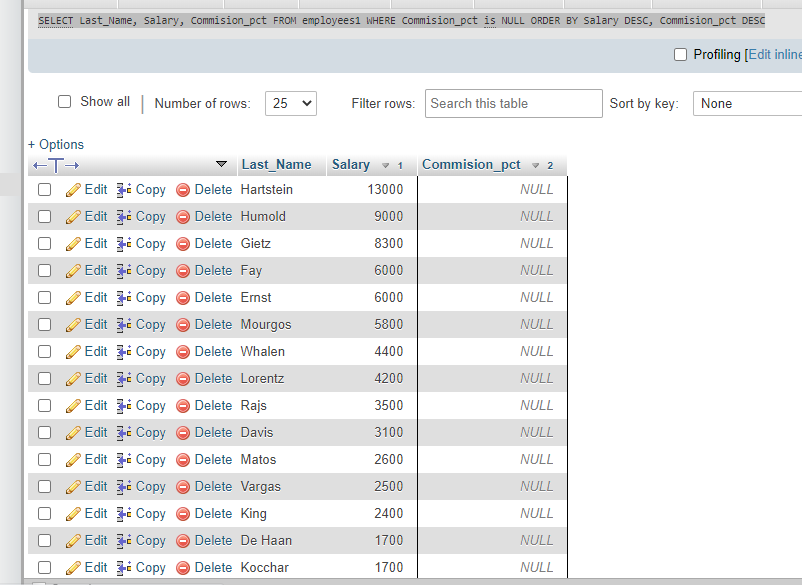 SELECT Last_Name, Salary, Commision_pct FROM employees1 WHERE Commision_pct is NULL ORDER BY Salary DESC, Commision_pct DESC
Profiling [Edit inline
Show all Number of rows: 25 Filter rows: Search this table Sort by key: None
+ Options
←T→ Last_Name Salary 1 Commision_pct 2
Edit Copy Delete Hartstein 13000 NULL
Edit Copy Delete Humold 9000 NULL
Edit Copy Delete Gietz 8300 NULL
Edit Copy Delete Fay 6000 NULL
Edit Copy Delete Ernst 6000 NULL
Edit Copy Delete Mourgos 5800 NULL
Edit Copy Delete Whalen 4400 NULL
Edit Copy Delete Lorentz 4200 NULL
Edit Copy Delete Rajs 3500 NULL
Edit Copy Delete Davis 3100 NULL
Edit Copy Delete Matos 2600 NULL
Edit Copy Delete Vargas 2500 NULL
Edit Copy Delete King 2400 NULL
Edit Copy Delete De Haan 1700 NULL
Edit Copy Delete Kocchar 1700 NULL